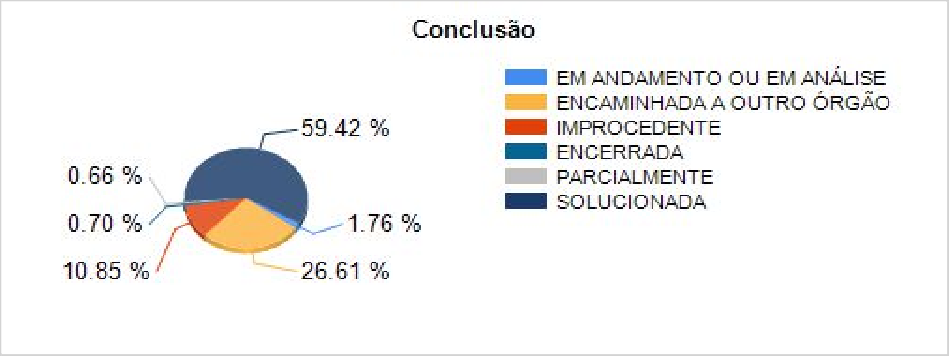 Conclusão
EM ANDAMENTO OU EM ANÁLISE
ENCAMINHADA A OUTRO ÓRGÃO
IMPROCEDENTE
ENCERRADA
PARCIALMENTE
SOLUCIONADA
59.42 %
0.66 %
0.70 %
1.76 %
10.85 %
26.61 %